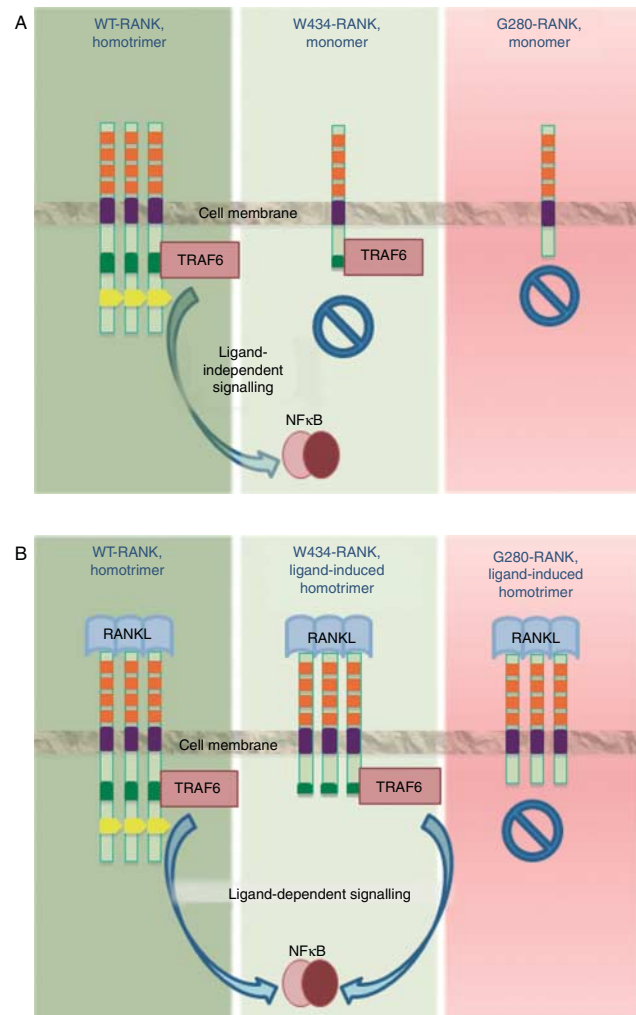 A
WT-RANK,
homotrimer
W434-RANK,
monomer
G280-RANK,
monomer
Cell membrane
TRAF6
TRAF6
Ligand-
independent
signalling
NFκB
B
WT-RANK,
homotrimer
W434-RANK,
ligand-induced
homotrimer
G280-RANK,
ligand-induced
homotrimer
RANKL
RANKL
RANKL
Cell membrane
TRAF6
TRAF6
Ligand-dependent signalling
NFκB